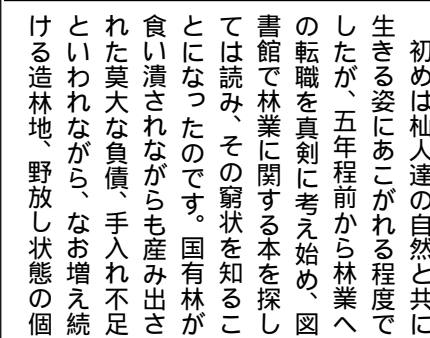 初めは杣人達の自然と共に
生きる姿にあこがれる程度で
したが、五年程前から林業へ
の転職を真剣に考え始め、図
書館で林業に関する本を探し
ては読み、その窮状を知るこ
とになったのです。国有林が
食い潰されながらも産み出さ
れた莫大な負債、手入れ不足
といわれながら、なお増え続
ける造林地、野放し状態の個